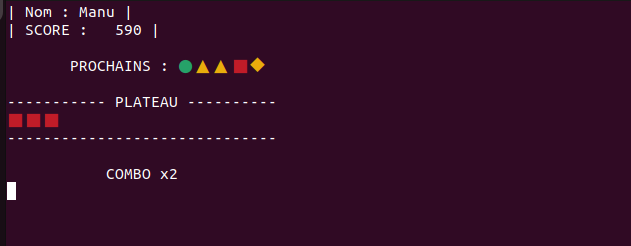 | Nom : Manu |
| SCORE :   590 |
PROCHAINS : ●▲▲■◆
----------- PLATEAU ----------
■■■
------------------------------
COMBO x2